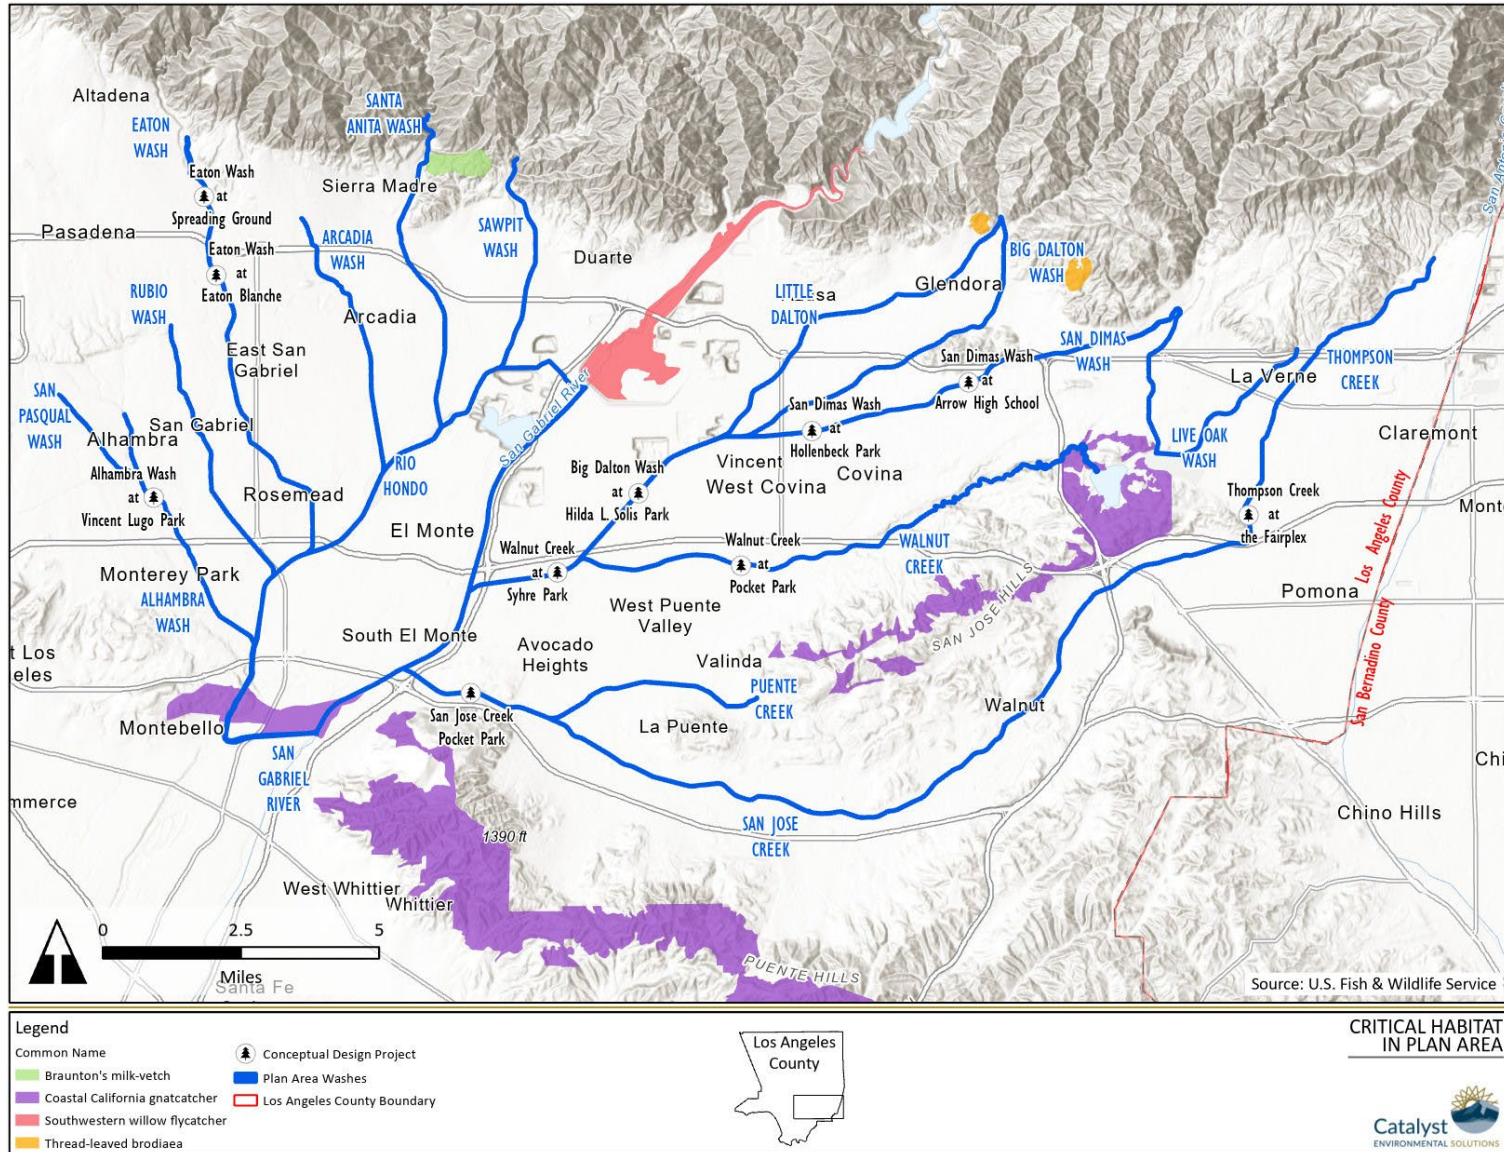 Altadena
EATON
WASH
SANTA
ANITA WASH
Eaton Wash
at
Spreading Ground
Sierra Madre
Pasadena
ARCADIA
WASH
SAWPIT
WASH
Eaton Wash
at
Eaton Blanche
Duarte
BIG DALTON
WASH
Glendora
RUBIO
WASH
LITTLE
DALTON
Arcadia
East San
Gabriel
San Dimas Wash
at
Arrow High School
SAN DIMAS
WASH
THOMPSON
CREEK
La Verne
SAN
PASQUAL
WASH
San Gabriel
Alhambra
San Gabriel River
San Dimas Wash
at
Hollenbeck Park
Claremont
LIVE OAK
WASH
RIO
HONDO
Vincent
West Covina
Covina
Big Dalton Wash
at
Hilda L. Solis Park
Alhambra Wash
at
Vincent Lugo Park
Rosemead
El Monte
Thompson Creek
at
the Fairplex
Mont
Los Angeles County
San Bernadino County
Walnut Creek
at
Syhre Park
Walnut Creek
at
Pocket Park
WALNUT
CREEK
Monterey Park
ALHAMBRA
WASH
Pomona
West Puente
Valley
SAN JOSE HILLS
South El Monte
Avocado
Heights
t Los
eles
Valinda
PUENTE
CREEK
Walnut
Montebello
San Jose Creek
Pocket Park
La Puente
SAN
GABRIEL
RIVER
Chi
mmerce
Chino Hills
SAN JOSE
CREEK
1390 ft
West Whittier
Whittier
0 2.5 5
Miles
Santa Fe
PUENTE HILLS
Source: U.S. Fish & Wildlife Service
Legend
Common Name
Braunton's milk-vetch
Coastal California gnatcatcher
Southwestern willow flycatcher
Thread-leaved brodiaea
Conceptual Design Project
Plan Area Washes
Los Angeles County Boundary
Los Angeles
County
CRITICAL HABITAT
IN PLAN AREA
Catalyst
ENVIRONMENTAL SOLUTIONS